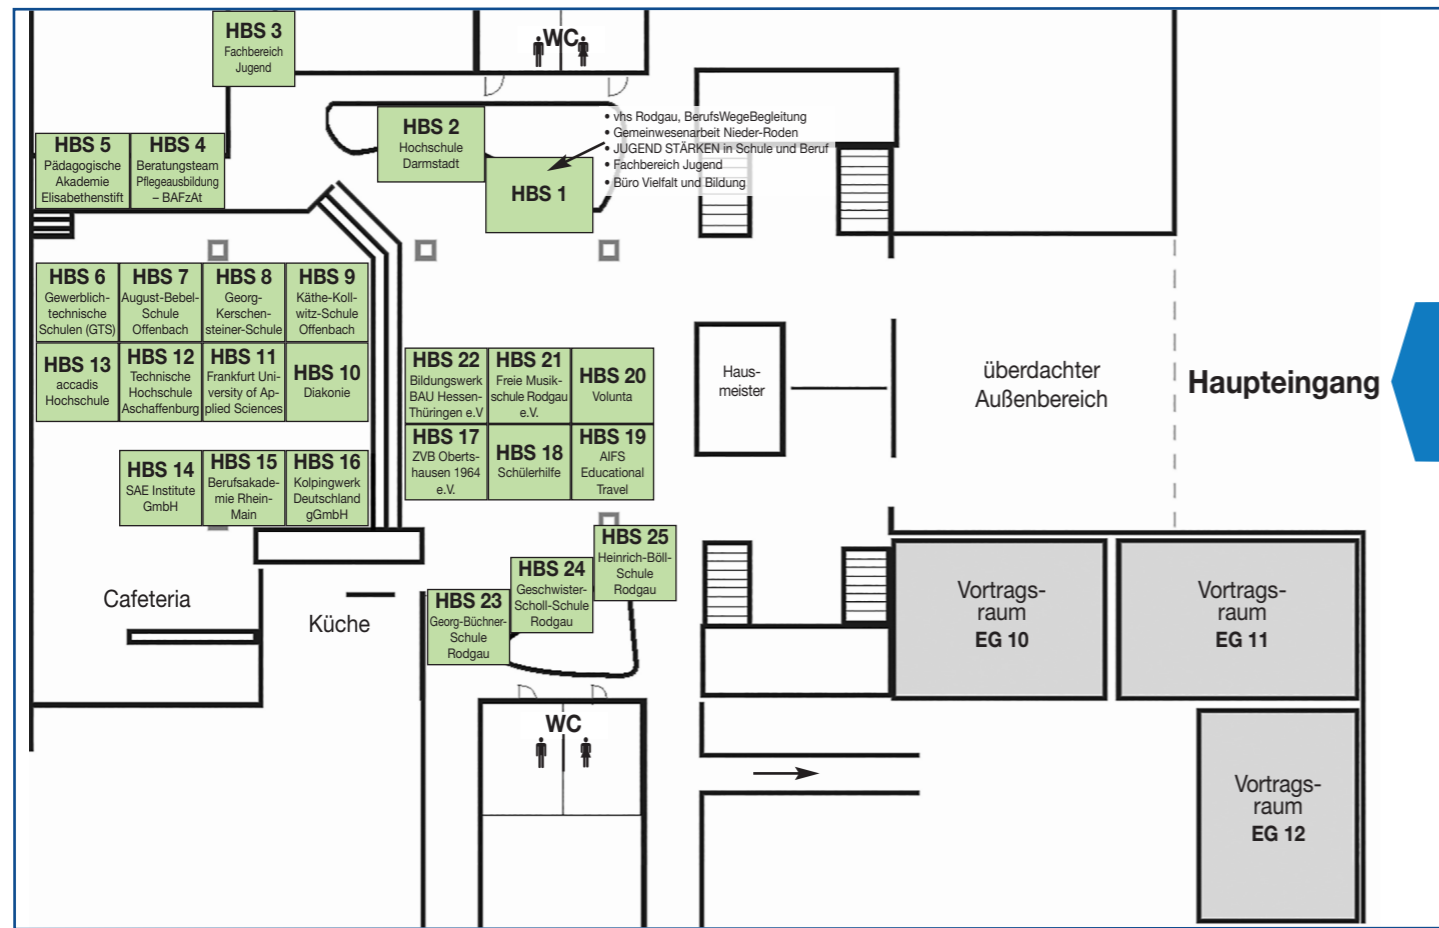 HBS 3
Fachbereich
Jugend
WC
HBS 2
Hochschule
Darmstadt
• vhs Rodgau, BerufsWegeBegleitung
• Gemeinwesenarbeit Nieder-Roden
• JUGEND STÄRKEN in Schule und Beruf
• Fachbereich Jugend
• Büro Vielfalt und Bildung
HBS 1
HBS 5
Pädagogische
Akademie
Elisabethenstift
HBS 4
Beratungsteam
Pflegeausbildung
– BAFzAt
HBS 6
Gewerblich-
technische
Schulen (GTS)
HBS 7
August-Bebel-
Schule
Offenbach
HBS 8
Georg-
Kerschen-
steiner-Schule
HBS 9
Käthe-Koll-
witz-Schule
Offenbach
HBS 13
accadis
Hochschule
HBS 12
Technische
Hochschule
Aschaffenburg
HBS 11
Frankfurt Uni-
versity of Ap-
plied Sciences
HBS 10
Diakonie
HBS 22
Bildungswerk
BAU Hessen-
Thüringen e.V
HBS 21
Freie Musik-
schule Rodgau
e.V.
HBS 20
Volunta
HBS 17
ZVB Oberts-
hausen 1964
e.V.
HBS 18
Schülerhilfe
HBS 19
AIFS
Educational
Travel
Haus-
meister
überdachter
Außenbereich
Haupteingang
HBS 14
SAE Institute
GmbH
HBS 15
Berufsakade-
mie Rhein-
Main
HBS 16
Kolpingwerk
Deutschland
gGmbH
HBS 25
Heinrich-Böll-
Schule
Rodgau
HBS 24
Geschwister-
Scholl-Schule
Rodgau
HBS 23
Georg-Büchner-
Schule
Rodgau
Cafeteria
Küche
Vortrags-
raum
EG 10
Vortrags-
raum
EG 11
WC
Vortrags-
raum
EG 12